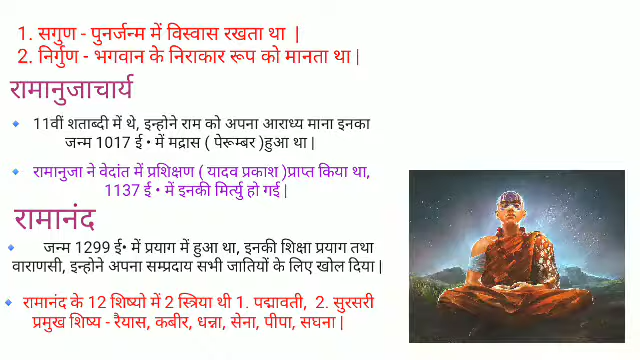 1. सगुण - पुनर्जन्म में विस्वास रखता था |
2. निर्गुण - भगवान के निराकार रूप को मानता था |
रामानुजाचार्य
11वीं शताब्दी में थे, इन्होने राम को अपना आराध्य माना इनका
जन्म 1017 ई • में मद्रास ( पेरूम्बर )हुआ था |
रामानुजा ने वेदांत में प्रशिक्षण ( यादव प्रकाश )प्राप्त किया था,
1137 ई • में इनकी मिर्त्यु हो गई |
रामानंद
जन्म 1299 ई• में प्रयाग में हुआ था, इनकी शिक्षा प्रयाग तथा
वाराणसी, इन्होने अपना सम्प्रदाय सभी जातियों के लिए खोल दिया |
रामानंद के 12 शिष्यो में 2 स्त्रिया थी 1. पद्मावती, 2. सुरसरी
प्रमुख शिष्य - रैयास, कबीर, धन्ना, सेना, पीपा, सघना |